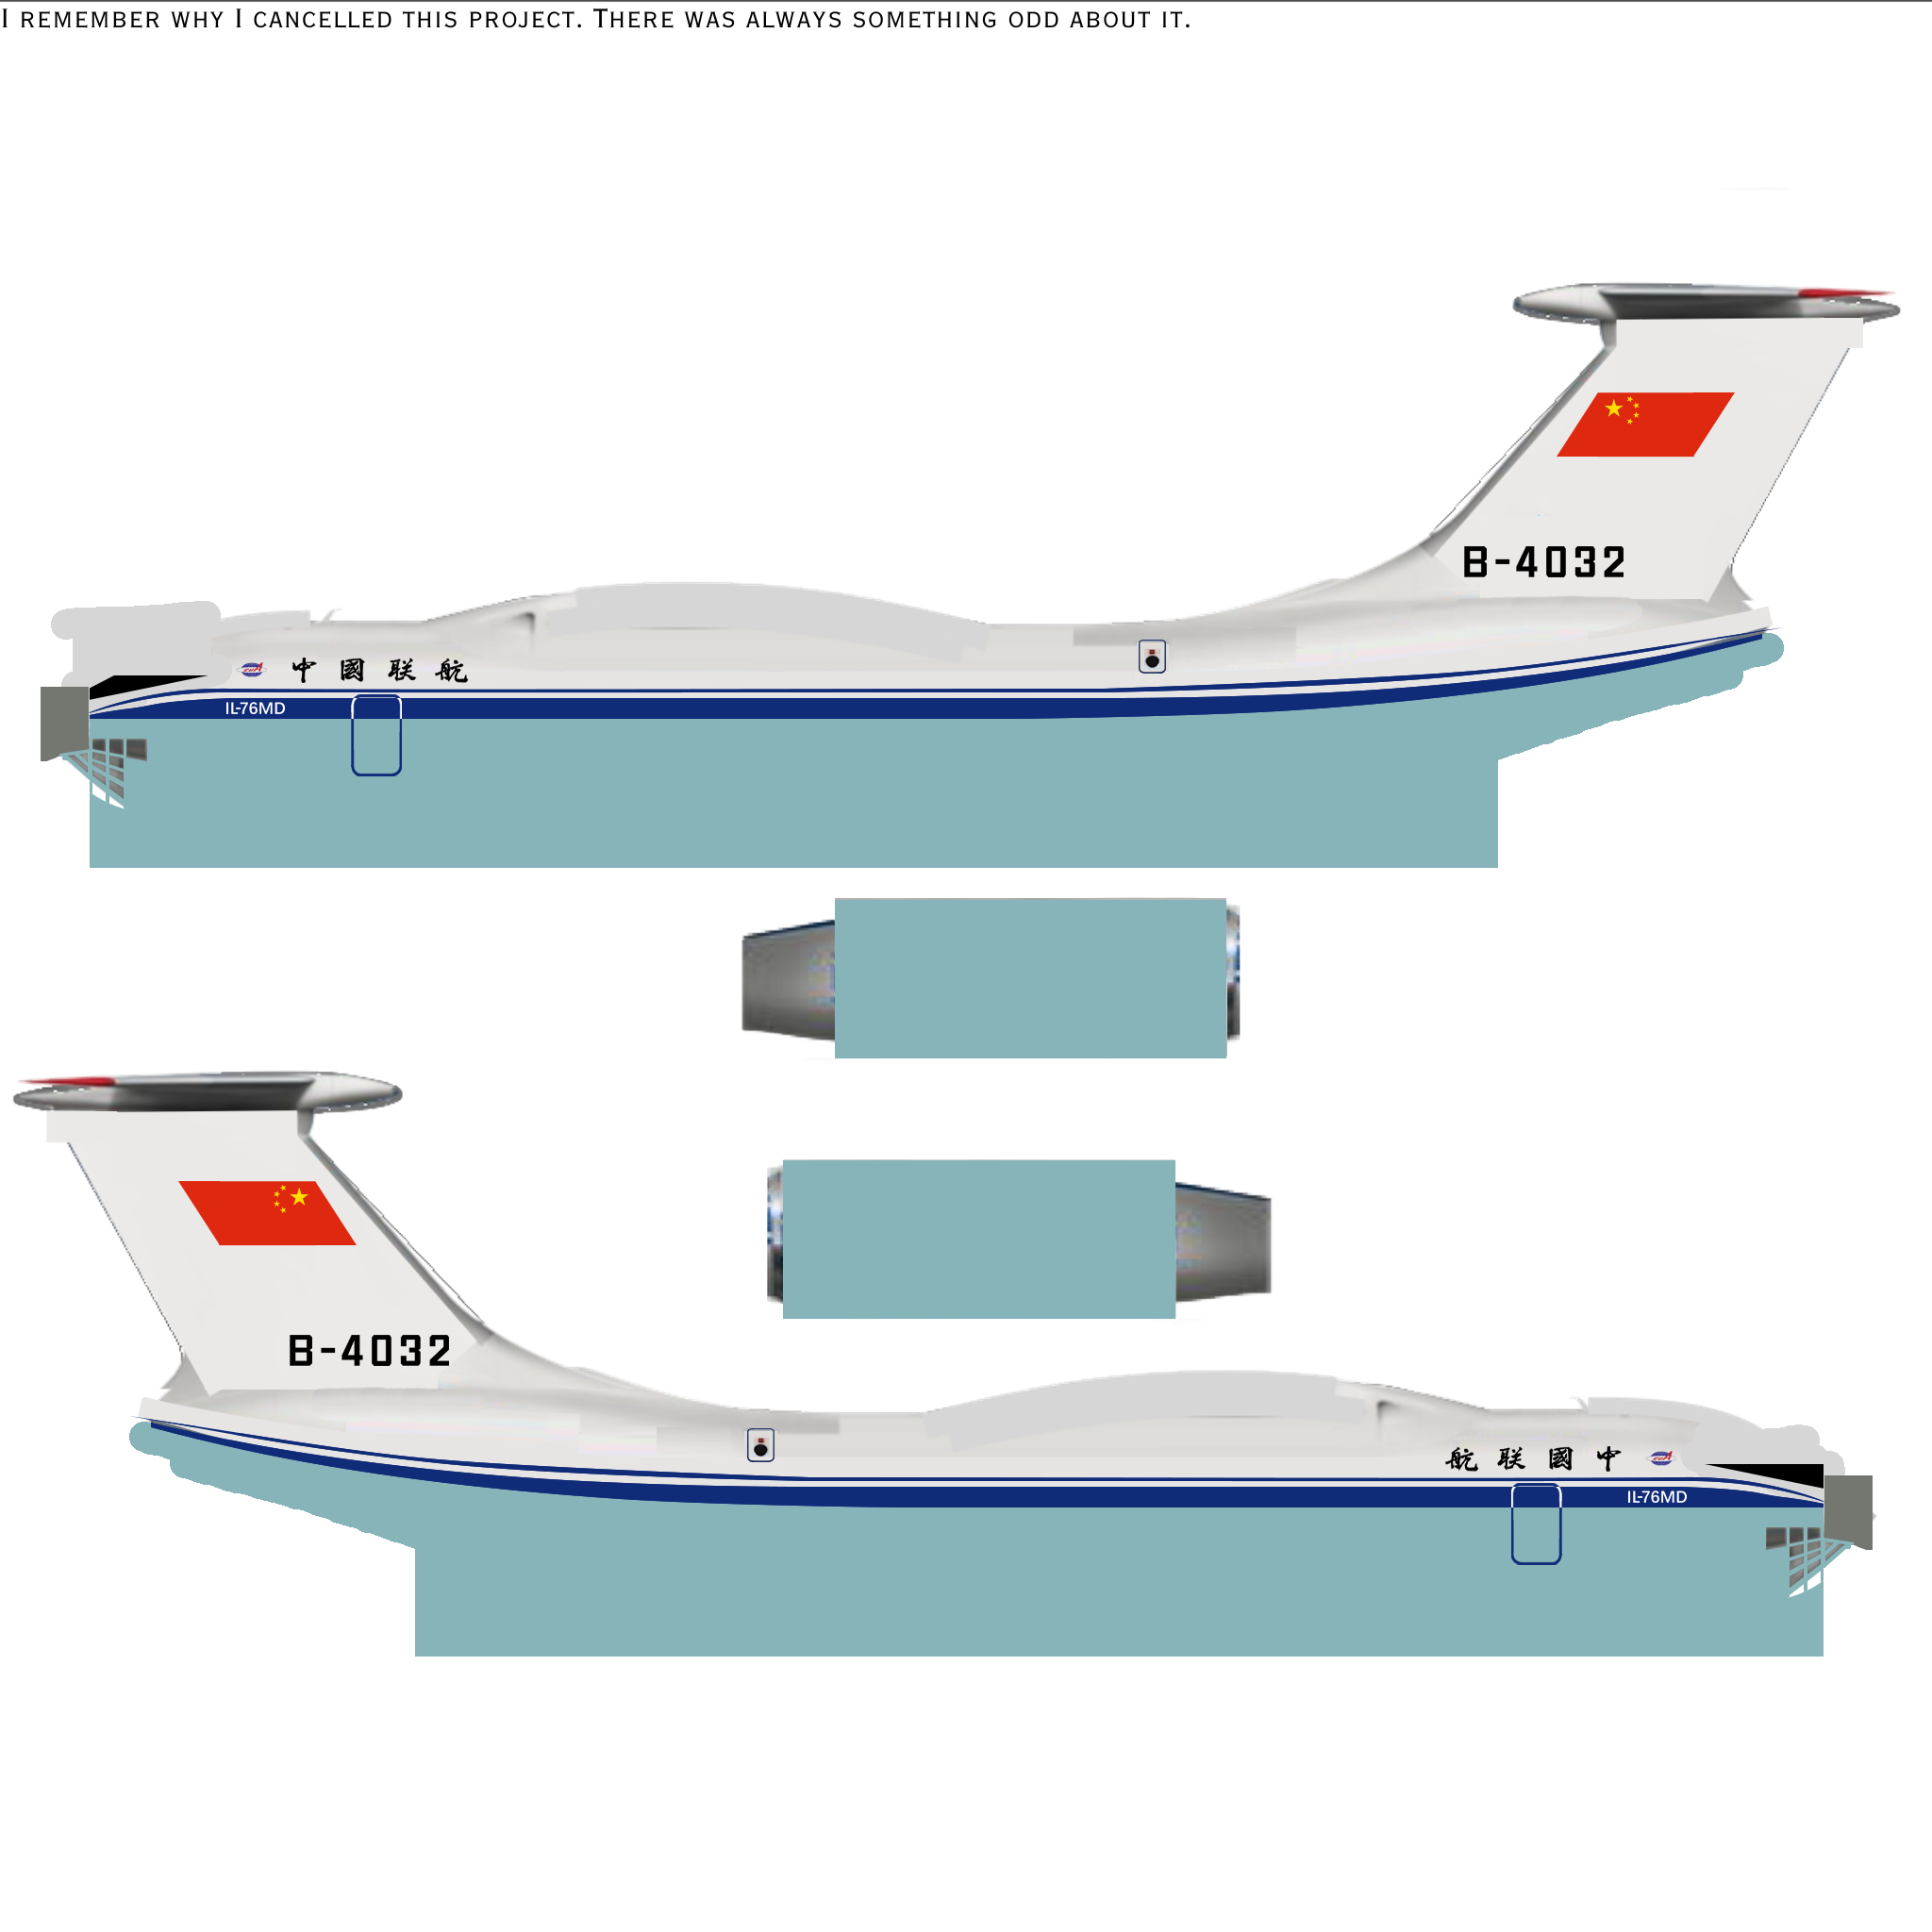 I remember why I cancelled this project. There was always something odd about it.
B-4032
中國联航
IL-76MD
B-4032
航联國中
IL-76MD